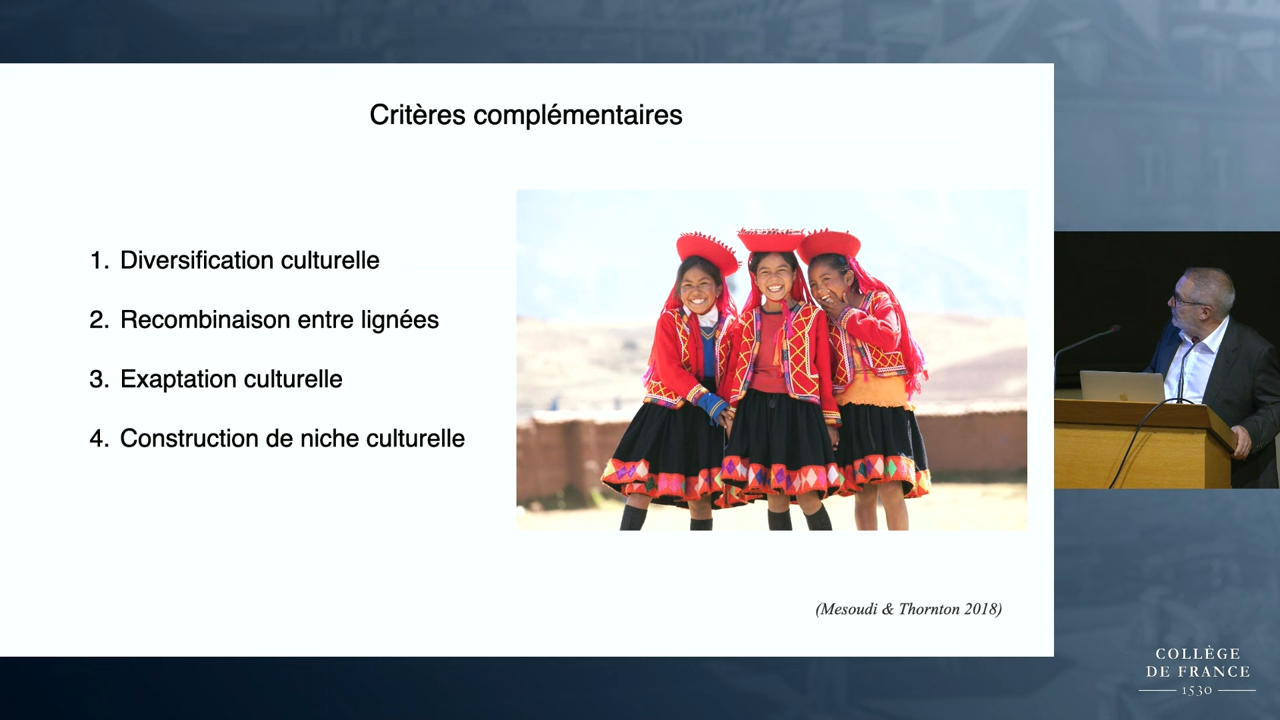 Critères complémentaires
1. Diversification culturelle
2. Recombinaison entre lignées
3. Exaptation culturelle
4. Construction de niche culturelle
(Mesoudi & Thornton 2018)
COLLÈGE
DE FRANCE
1530